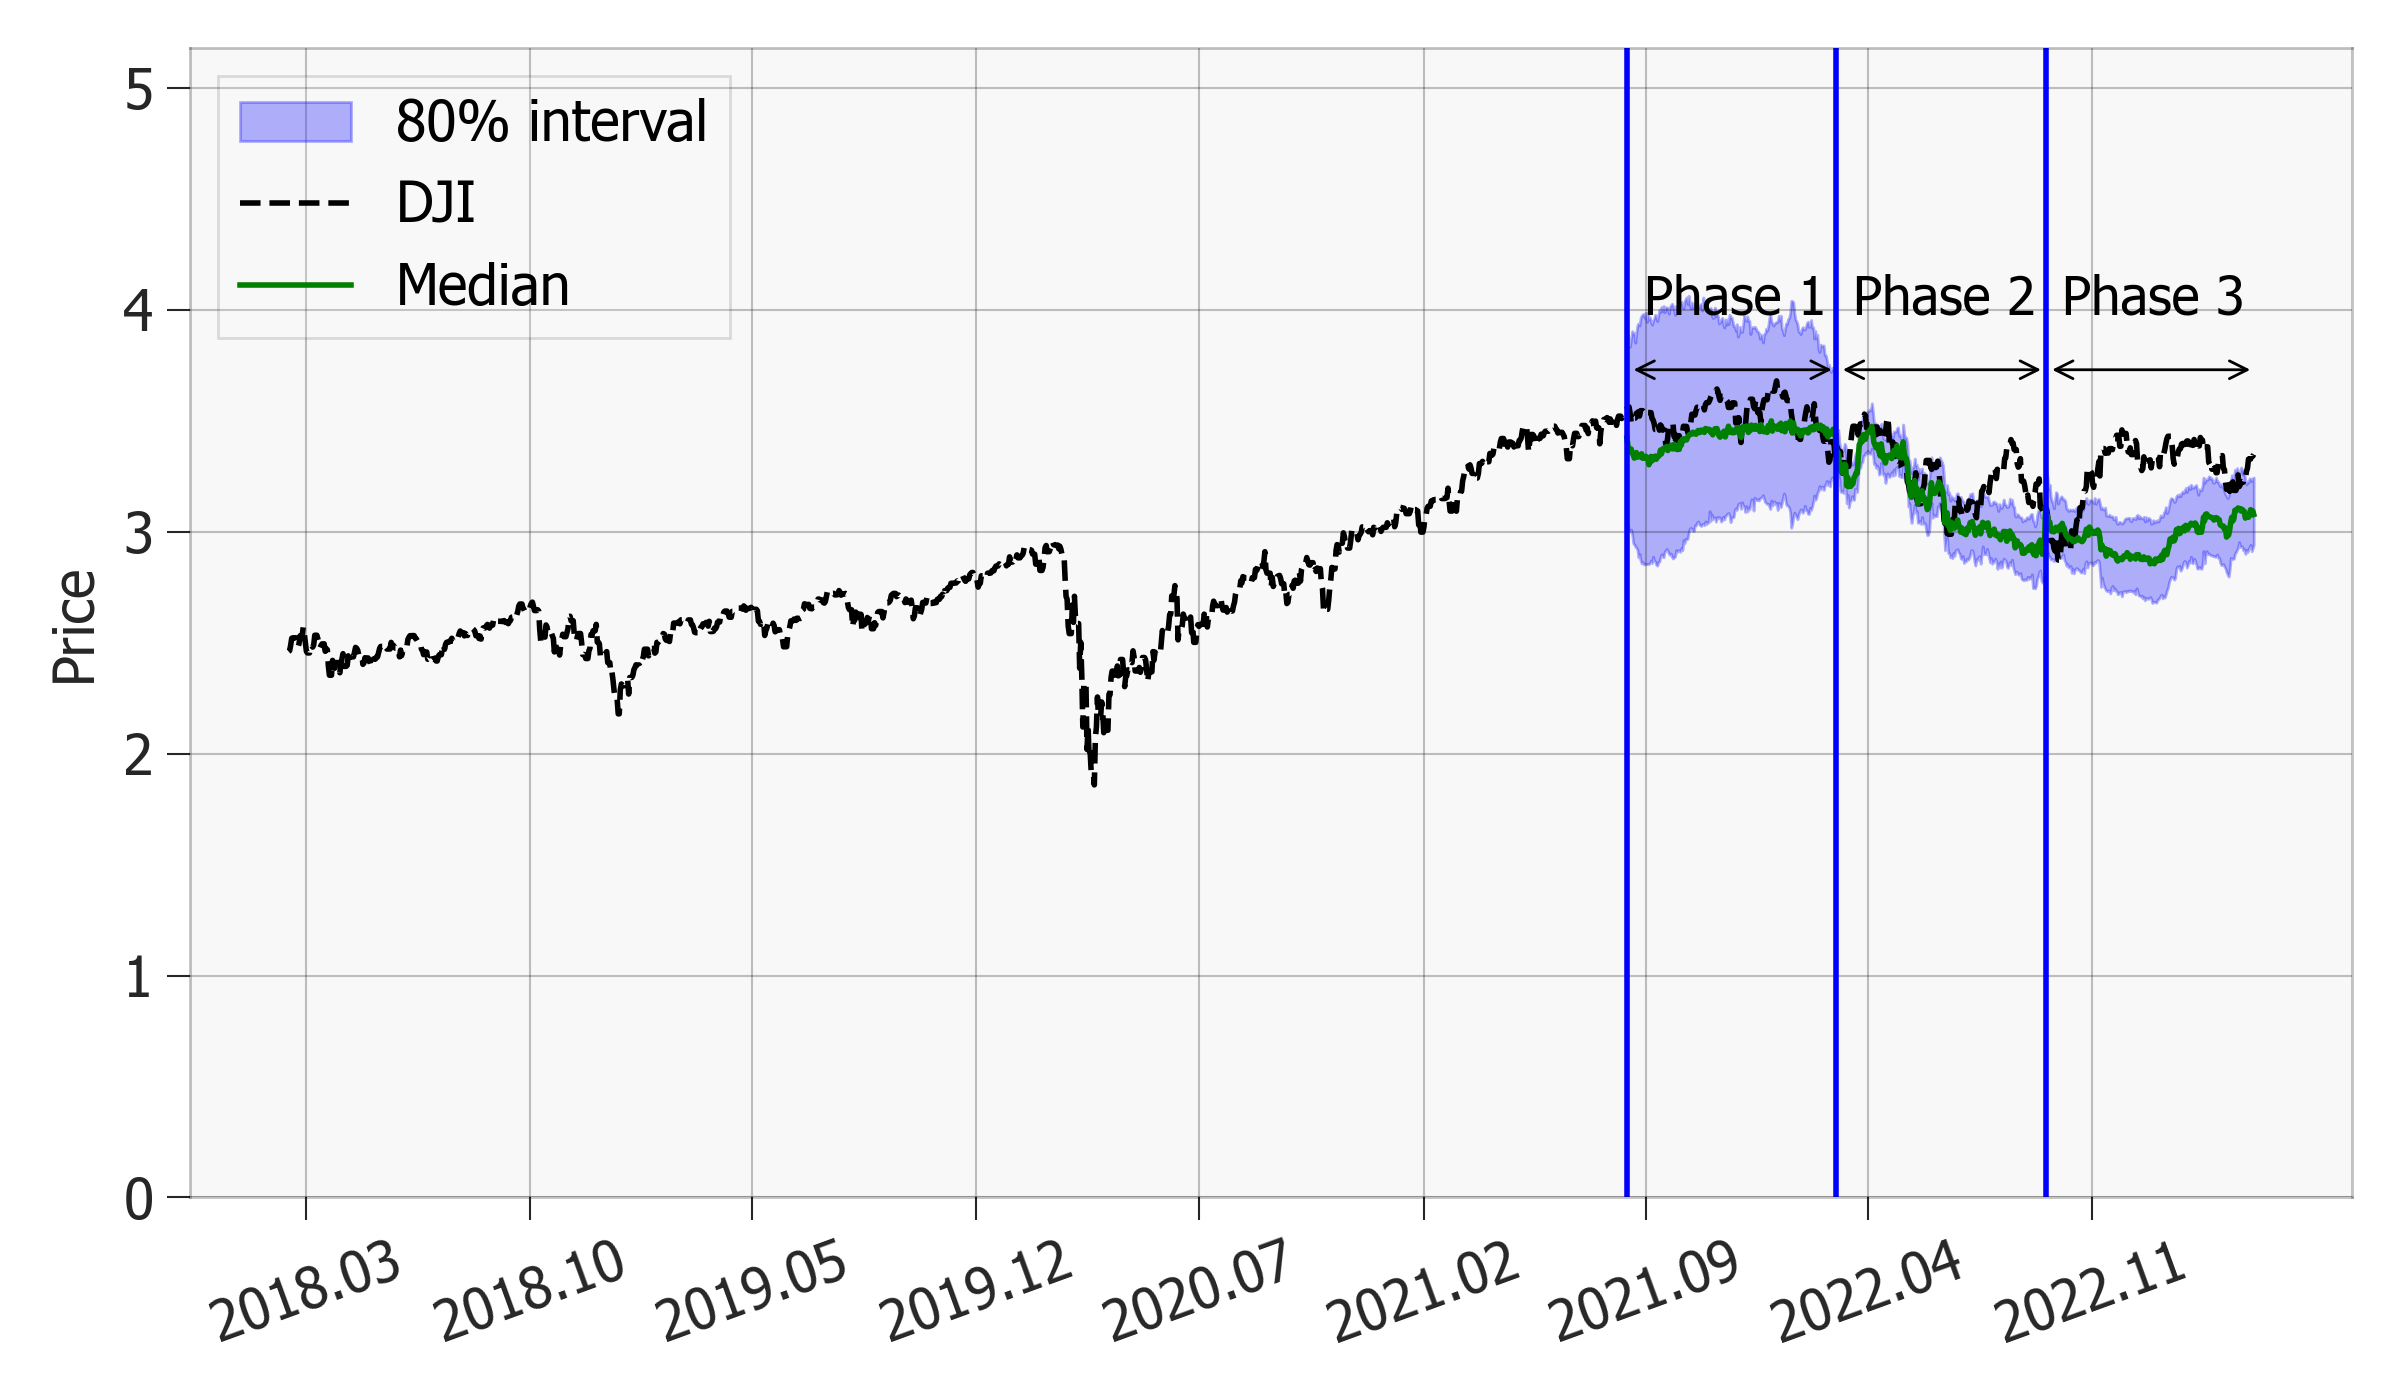 80% interval
DJI
Median
Phase 1
Phase 2
Phase 3
Price
5
4
3
2
1
0
2018.03
2018.10
2019.05
2019.12
2020.07
2021.02
2021.09
2022.04
2022.11